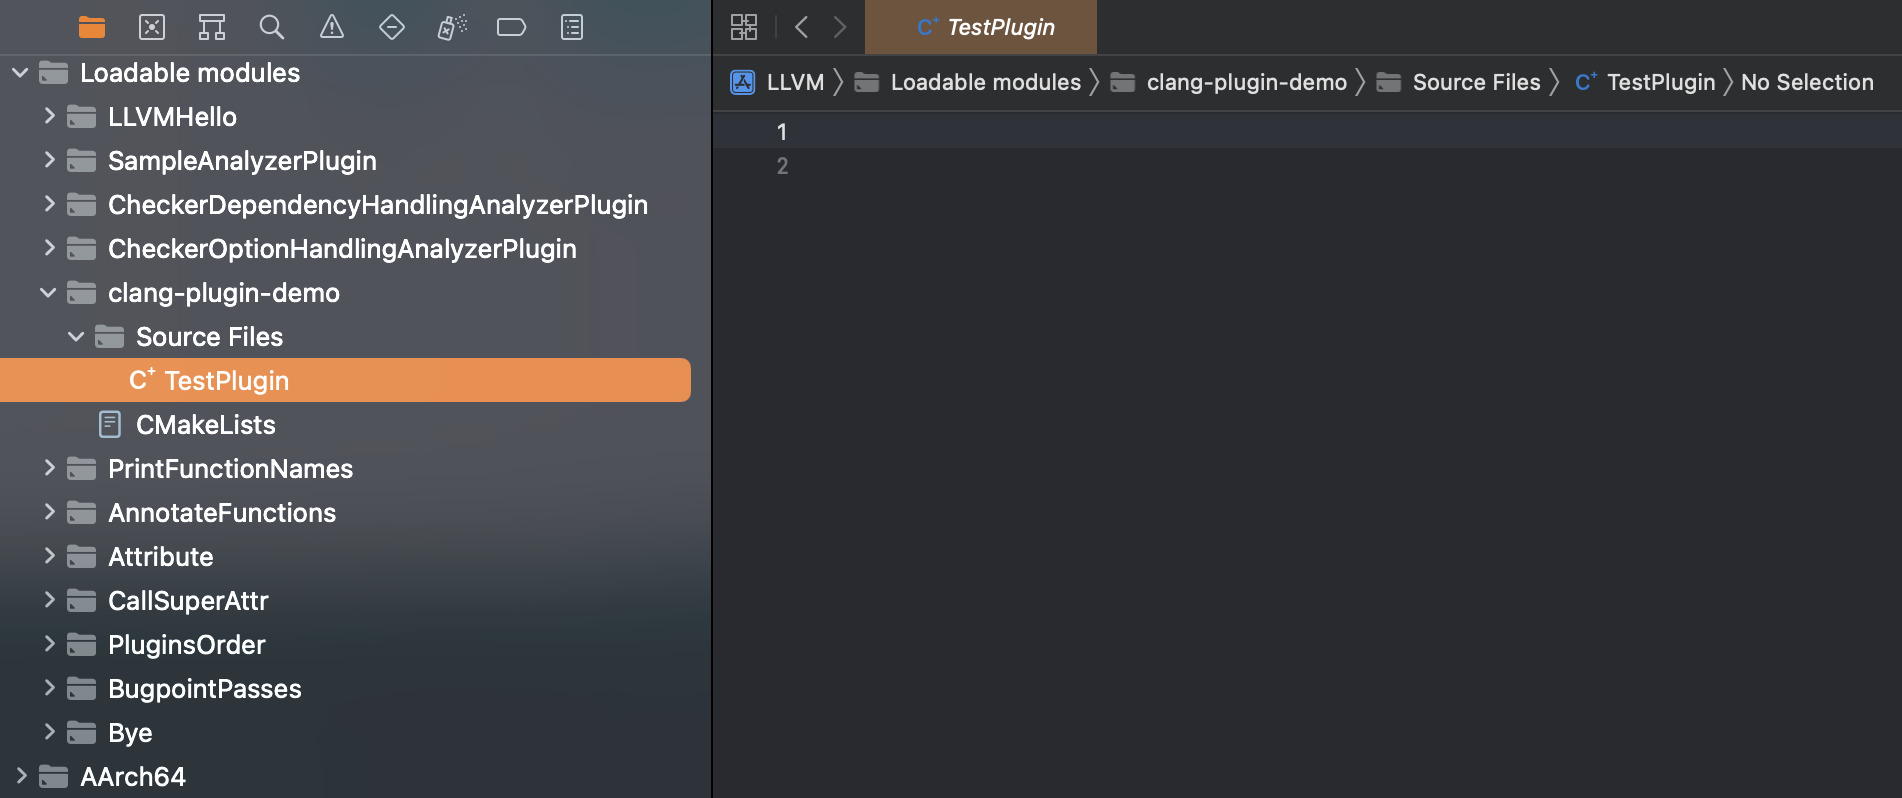 Loadable modules
LLVMHello
SampleAnalyzerPlugin
CheckerDependencyHandlingAnalyzerPlugin
CheckerOptionHandlingAnalyzerPlugin
clang-plugin-demo
Source Files
C+ TestPlugin
CMakeLists
PrintFunctionNames
AnnotateFunctions
Attribute
CallSuperAttr
PluginsOrder
BugpointPasses
Bye
AArch64
C+ TestPlugin
LLVM 〉 Loadable modules 〉 clang-plugin-demo 〉 Source Files 〉 C+ TestPlugin 〉 No Selection
1
2